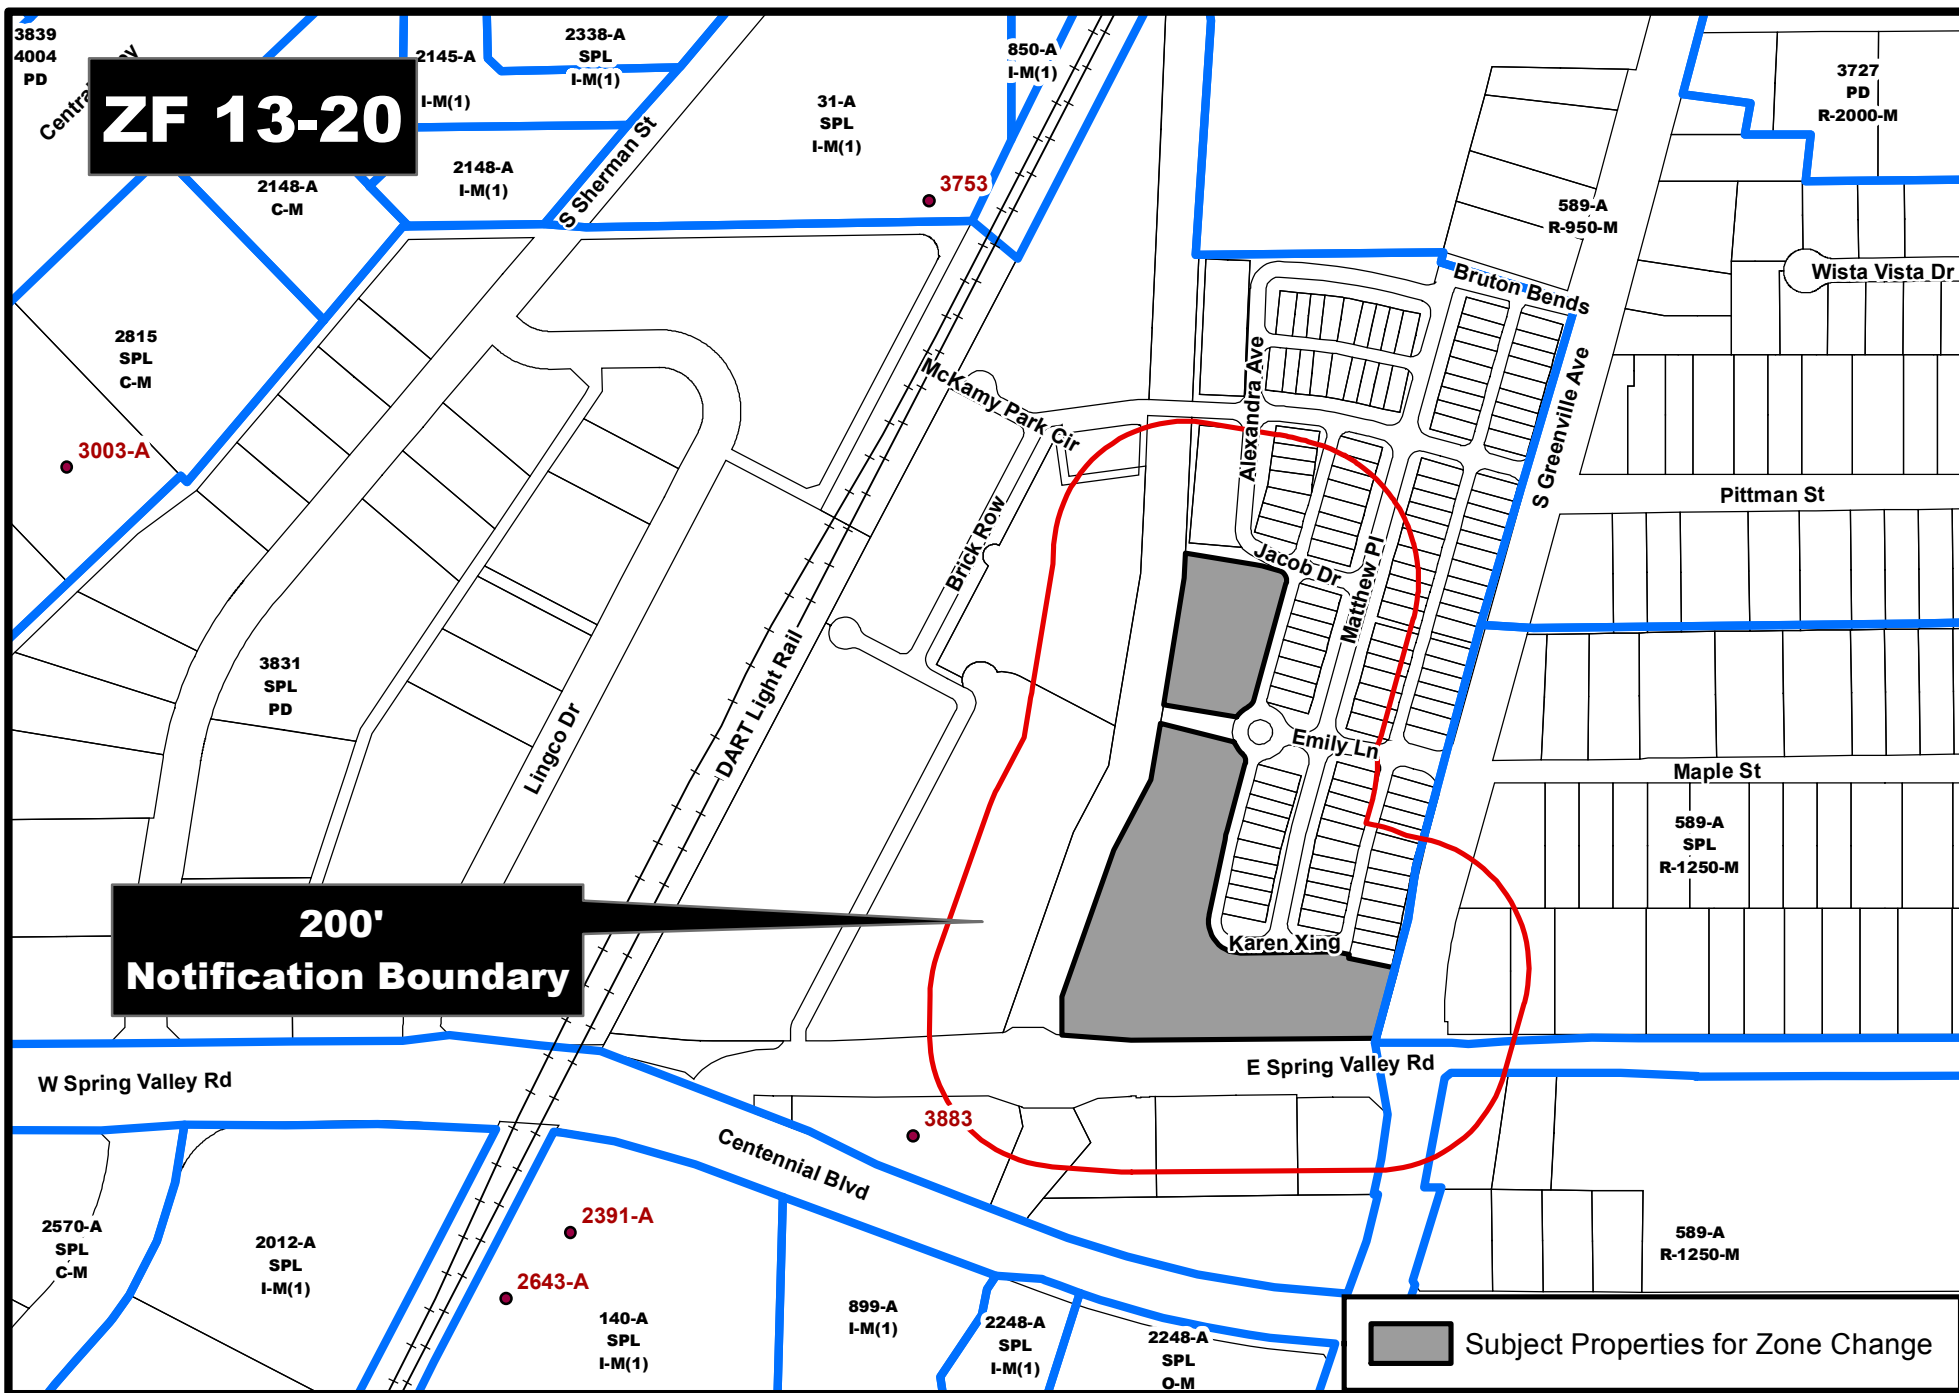 3839
4004
PD
ZF 13-20
2145-A
I-M(1)
2338-A
SPL
I-M(1)
850-A
I-M(1)
31-A
SPL
I-M(1)
3727
PD
R-2000-M
S Sherman St
2148-A
C-M
2148-A
I-M(1)
3753
589-A
R-950-M
Wista Vista Dr
Bruton Bends
2815
SPL
C-M
McKamy Park Cir
Alexandra Ave
S Greenville Ave
3003-A
Pittman St
Brick Row
Jacob Dr
Matthew Pl
3831
SPL
PD
DART Light Rail
Lingco Dr
Emily Ln
Maple St
589-A
SPL
R-1250-M
200'
Notification Boundary
Karen Xing
W Spring Valley Rd
E Spring Valley Rd
3883
Centennial Blvd
2570-A
SPL
C-M
2012-A
SPL
I-M(1)
2391-A
2643-A
140-A
SPL
I-M(1)
899-A
I-M(1)
2248-A
SPL
I-M(1)
2248-A
SPL
O-M
589-A
R-1250-M
Subject Properties for Zone Change